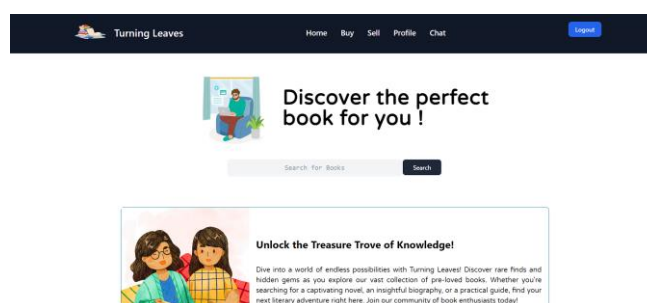 Turning Leaves
Home Buy Sell Profile Chat
Logout
Discover the perfect
book for you !
Search for Books
Search
Unlock the Treasure Trove of Knowledge!
Dive into a world of endless possibilities with Turning Leaves! Discover rare finds and
hidden gems as you explore our vast collection of pre-loved books. Whether you're
searching for a captivating novel, an insightful biography, or a practical guide, find your
next literary adventure right here. Join our community of book enthusiasts today!